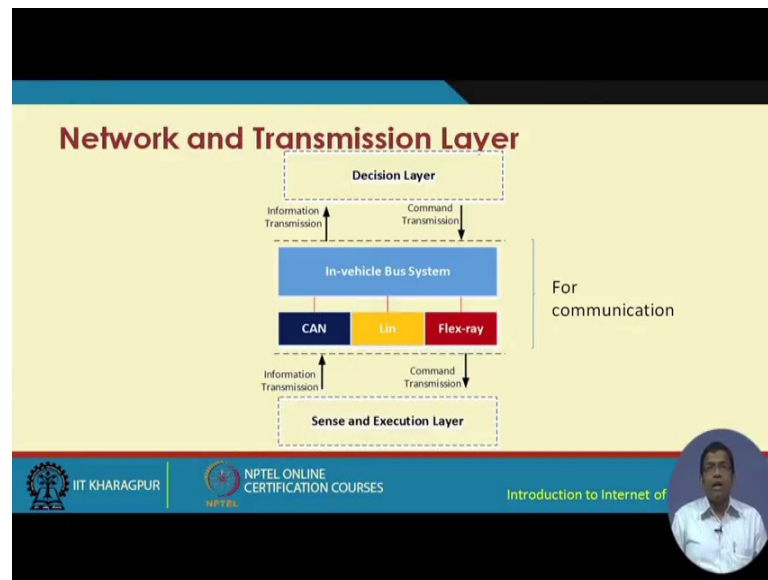 Network and Transmission Layer
Decision Layer
Information
Transmission
Command
Transmission
In-vehicle Bus System
CAN
Lin
Flex-ray
For
communication
Information
Transmission
Command
Transmission
Sense and Execution Layer
IIT KHARAGPUR
NPTEL
NPTEL ONLINE
CERTIFICATION COURSES
Introduction to Internet of